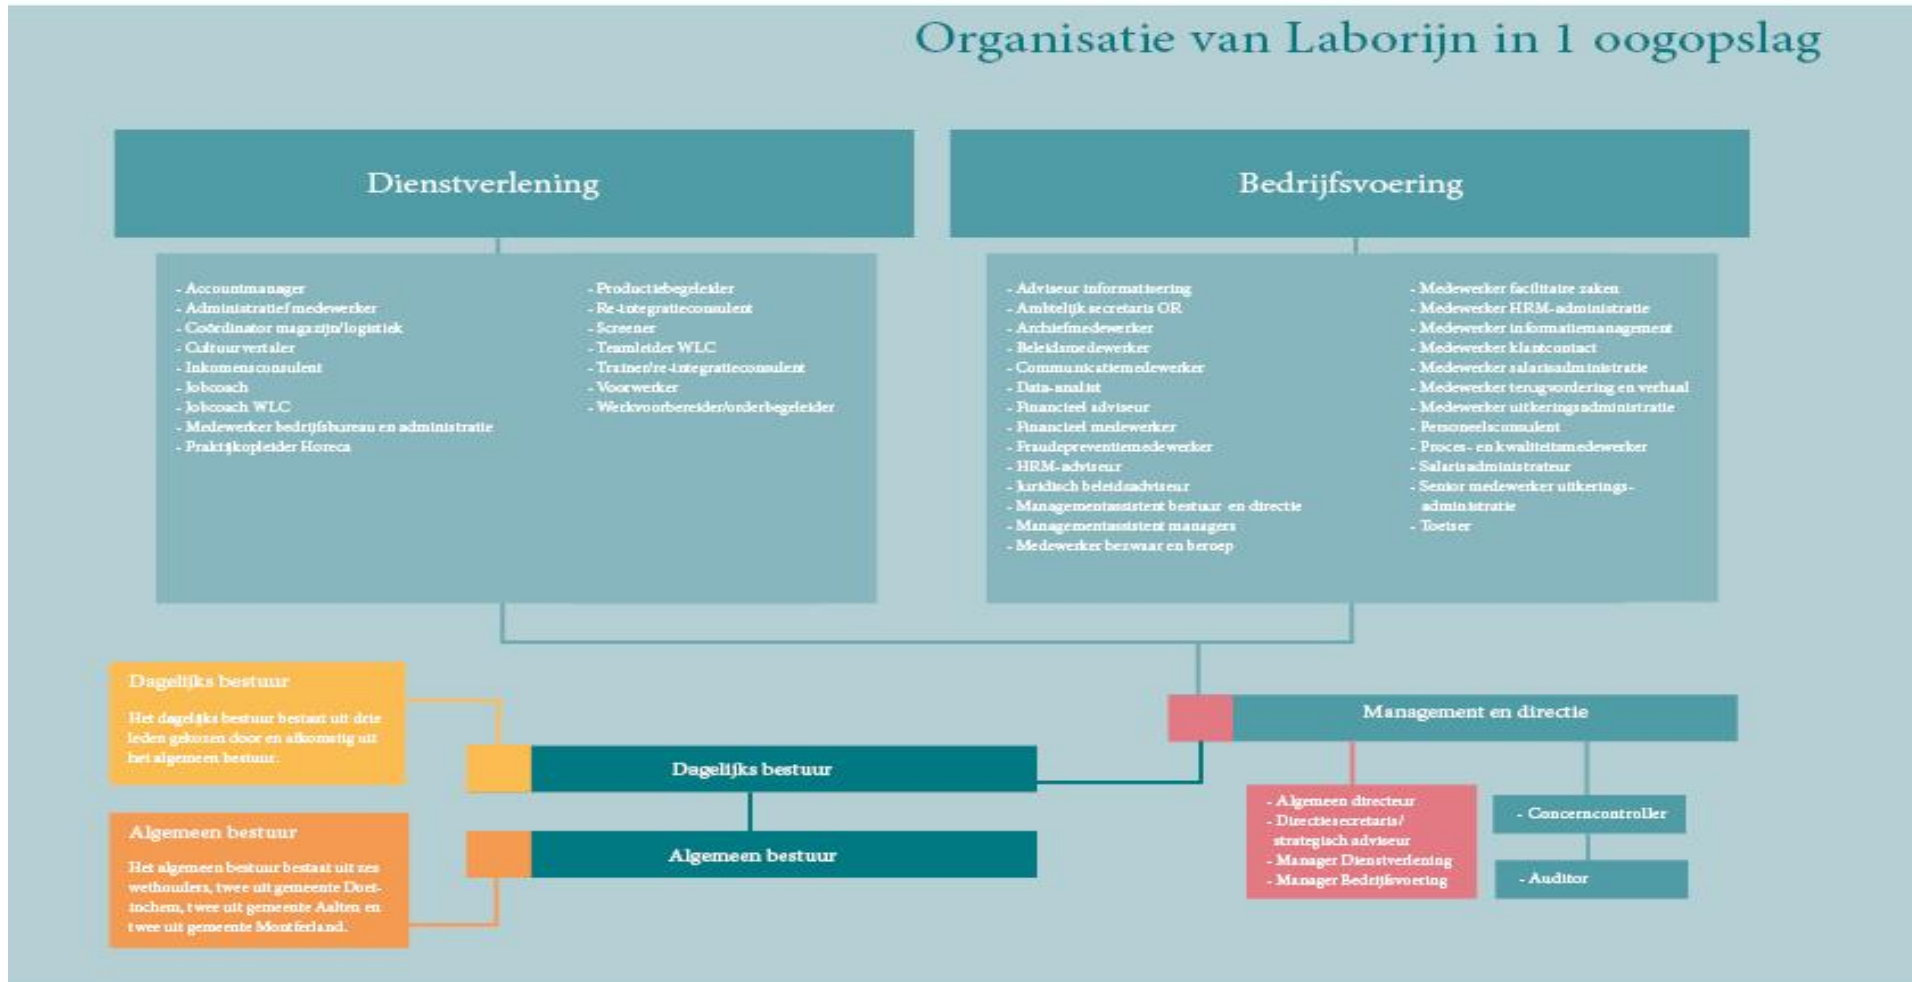 Organisatie van Laborijn in 1 oogopslag
Dienstverlening
- Accountmanager
- Administratief medewerker
- Coördinator magazijn/logistiek
- Cultuurvertaler
- Inkomensconsulent
- Jobcoach
- Jobcoach WLC
- Medewerker bedrijfsbureau en administratie
- Praktijkopleider Horeca
- Productiebegeleider
- Re-integratieconsulent
- Screener
- Teamleider WLC
- Trainer/re-integratieconsulent
- Voorwerker
- Werkvoorbereider/orderbegeleider
Bedrijfsvoering
- Adviseur informatisering
- Ambtelijk secretaris OR
- Archiefmedewerker
- Beleidsmedewerker
- Communicatiemedewerker
- Data-analist
- Financieel adviseur
- Financieel medewerker
- Fraudepreventiemedewerker
- HRM-adviseur
- Juridisch beleidsadviseur
- Managementassistent bestuur en directie
- Managementassistent managers
- Medewerker bezwaar en beroep
- Medewerker facilitaire zaken
- Medewerker HRM-administratie
- Medewerker informatiemanagement
- Medewerker klantcontact
- Medewerker salarisadministratie
- Medewerker terugvordering en verhaal
- Medewerker uitkeringsadministratie
- Personeelsconsulent
- Proces- en kwaliteitsmedewerker
- Salarisadministrateur
- Senior medewerker uitkerings-
administratie
- Toetser
Dagelijks bestuur
Het dagelijks bestuur bestaat uit drie
leden gekozen door en afkomstig uit
het algemeen bestuur.
Algemeen bestuur
Het algemeen bestuur bestaat uit zes
wethouders, twee uit gemeente Doet-
inchem, twee uit gemeente Aalten en
twee uit gemeente Montferland.
Dagelijks bestuur
Algemeen bestuur
Management en directie
- Algemeen directeur
- Directiesecretaris/
strategisch adviseur
- Manager Dienstverlening
- Manager Bedrijfsvoering
- Concerncontroller
- Auditor